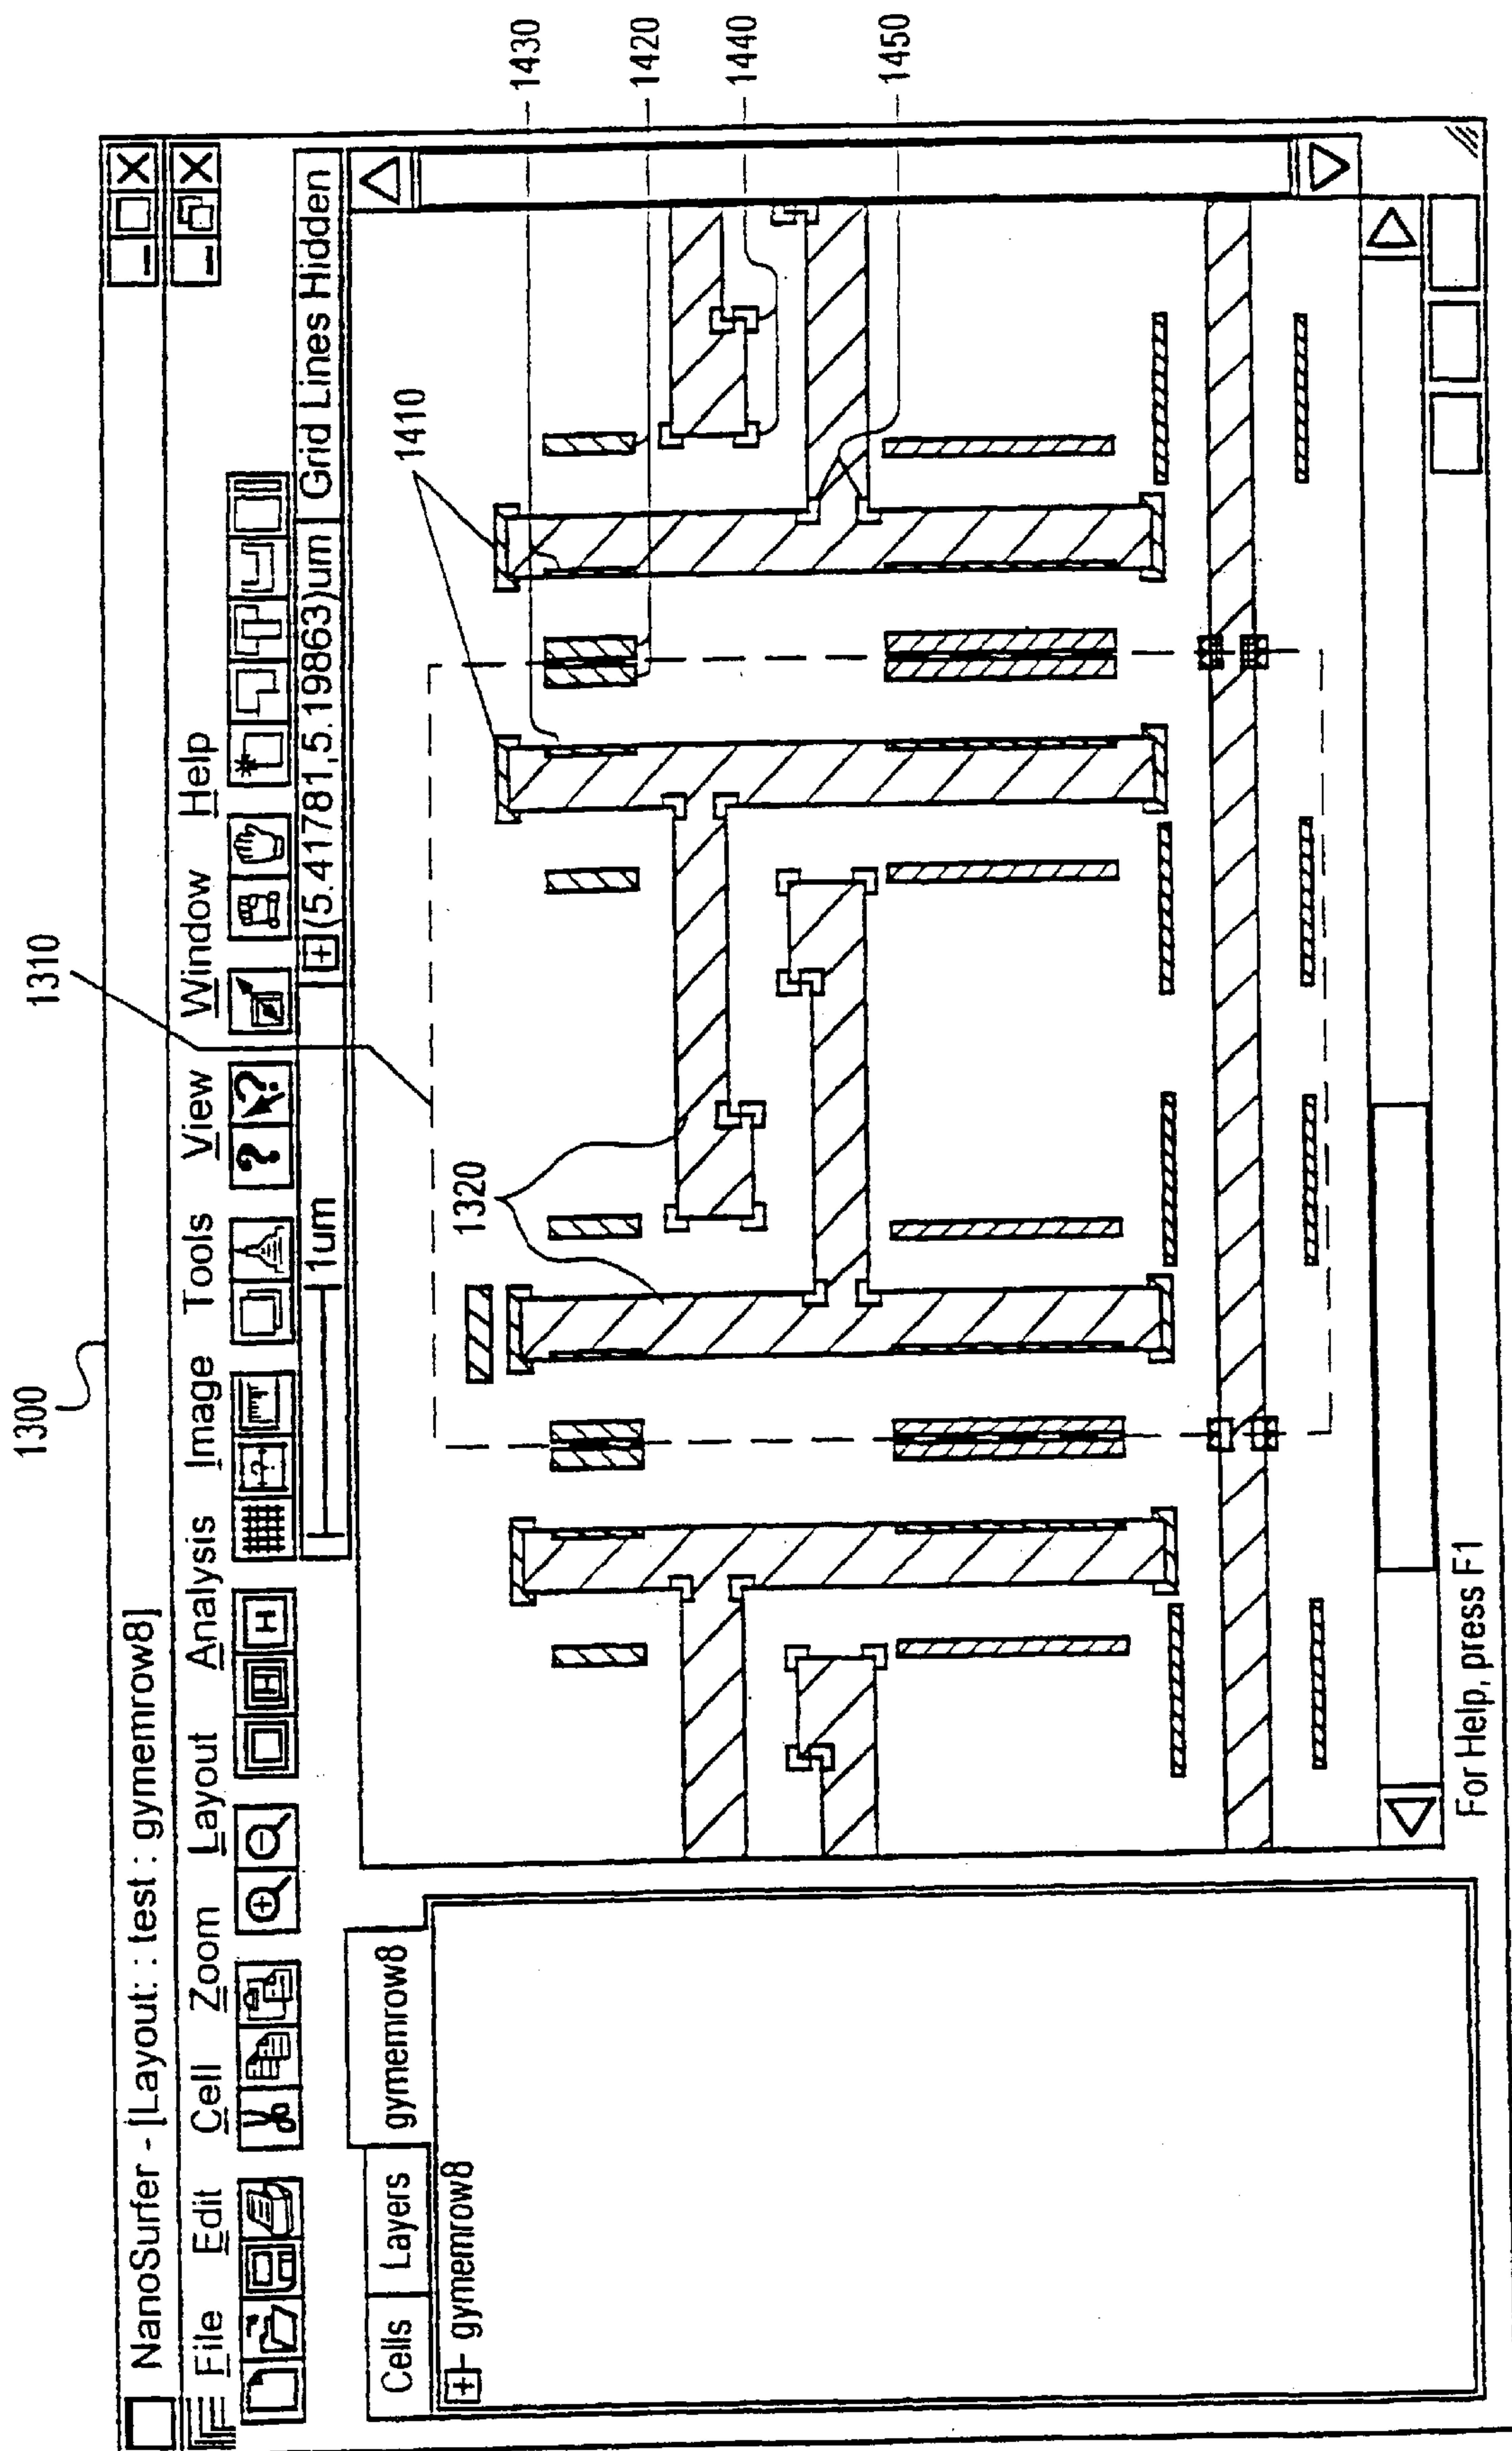 1300
1310
NanoSurfer - [Layout: : test : gymemrow8]
File Edit Cell Zoom Layout Analysis Image Tools View Window Help
1um
(5.41781,5.19863)um
Grid Lines Hidden
Cells
Layers
gymemrow8
gymemrow8
1320
1410
1430
1420
1440
1450
For Help, press F1